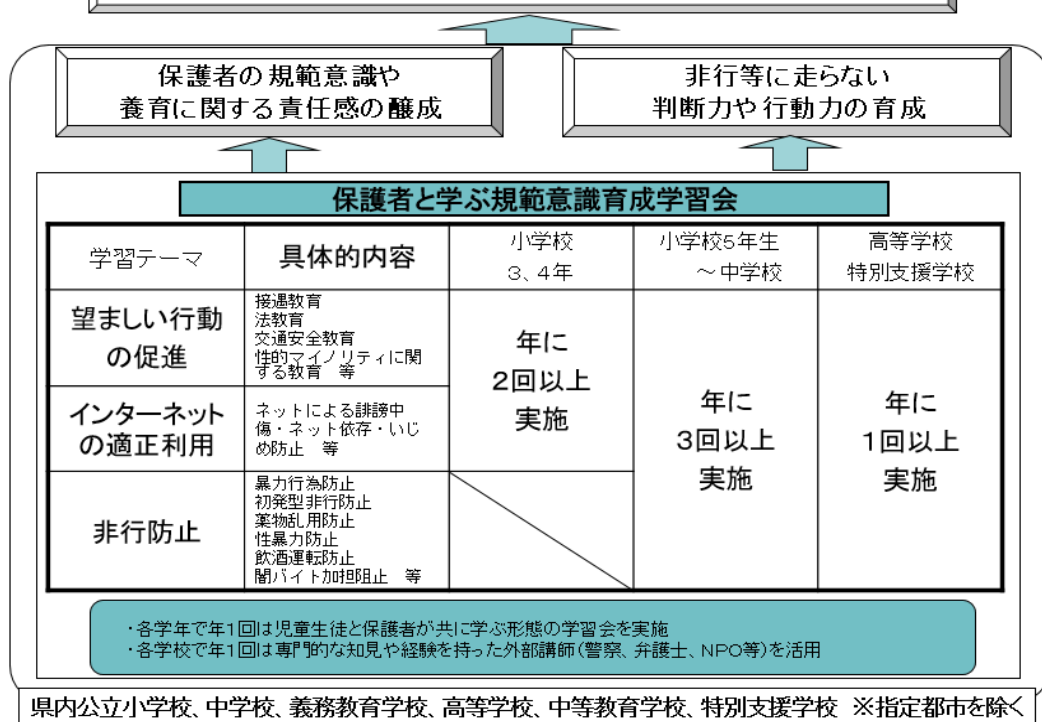 保護者の規範意識や
養育に関する責任感の醸成
非行等に走らない
判断力や行動力の育成
保護者と学ぶ規範意識育成学習会
学習テーマ
具体的内容
小学校
3、4年
小学校5年生
～中学校
高等学校
特別支援学校
望ましい行動
の促進
接遇教育
法教育
交通安全教育
性的マイノリティに関
する教育　等
年に
2回以上
実施
年に
3回以上
実施
年に
1回以上
実施
インターネット
の適正利用
ネットによる誹謗中
傷・ネット依存・いじ
め防止　等
非行防止
暴力行為防止
初発型非行防止
薬物乱用防止
性暴力防止
飲酒運転防止
闇バイト加担阻止　等
・各学年で年1回は児童生徒と保護者が共に学ぶ形態の学習会を実施
・各学校で年1回は専門的な知見や経験を持った外部講師(警察、弁護士、NPO等)を活用
県内公立小学校、中学校、義務教育学校、高等学校、中等教育学校、特別支援学校 ※指定都市を除く